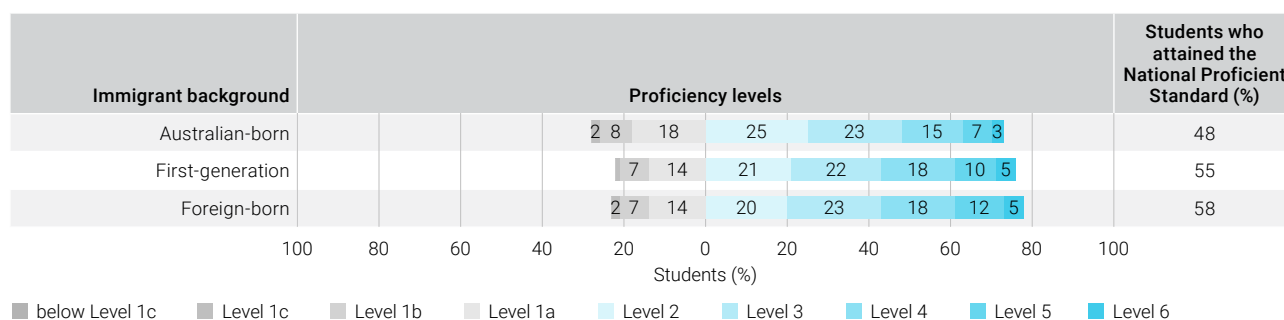 Students who
attained the
National Proficient
Standard (%)
Immigrant background Proficiency levels
Australian-born 2 8 18 25 23 15 7 3 48
First-generation 7 14 21 22 18 10 5 55
Foreign-born 2 7 14 20 23 18 12 5 58
100 80 60 40 20 0 20 40 60 80 100
Students (%)
below Level 1c Level 1c Level 1b Level 1a Level 2 Level 3 Level 4 Level 5 Level 6